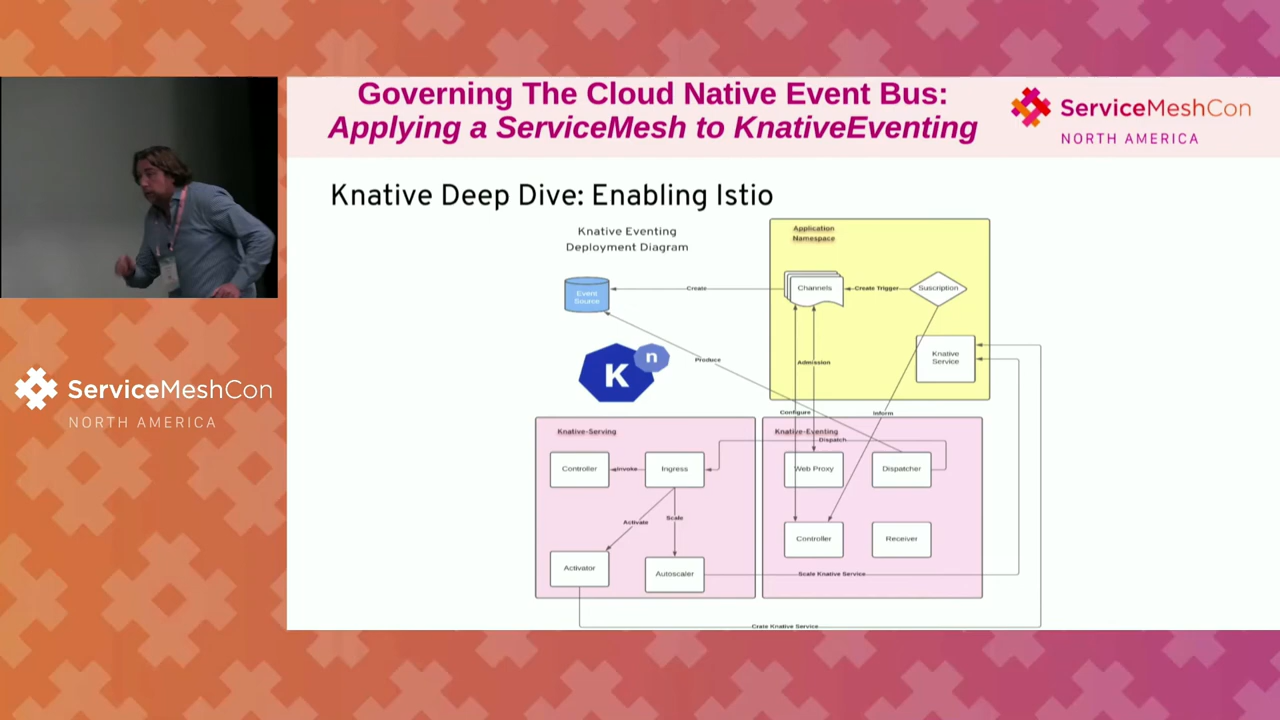 Governing The Cloud Native Event Bus:
Applying a ServiceMesh to KnativeEventing
ServiceMeshCon
NORTH AMERICA
Knative Deep Dive: Enabling Istio
Knative Eventing
Deployment Diagram
Application
Namespace
Event
Source
Create
Channels
Create Trigger
Suscription
Produce
Admission
Knative
Service
K
n
Configure
Inform
Knative-Serving
Knative-Eventing
Dispatch
Controller
Invoke
Ingress
Web Proxy
Dispatcher
Activate
Scale
Controller
Receiver
Activator
Autoscaler
Scale Knative Service
Crate Knative Service
ServiceMeshCon
NORTH AMERICA